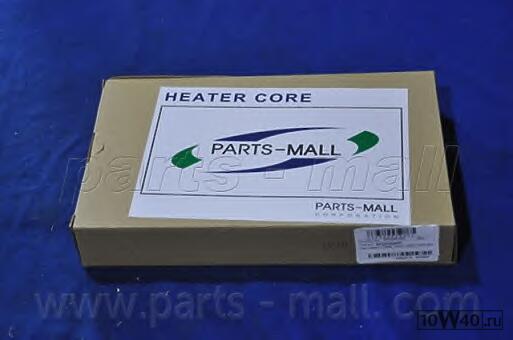 HEATER CORE
PARTS-MALL
parts - mall
PARTS-MALL
CORPORATION
www.parts-mall.com
10W40.ru